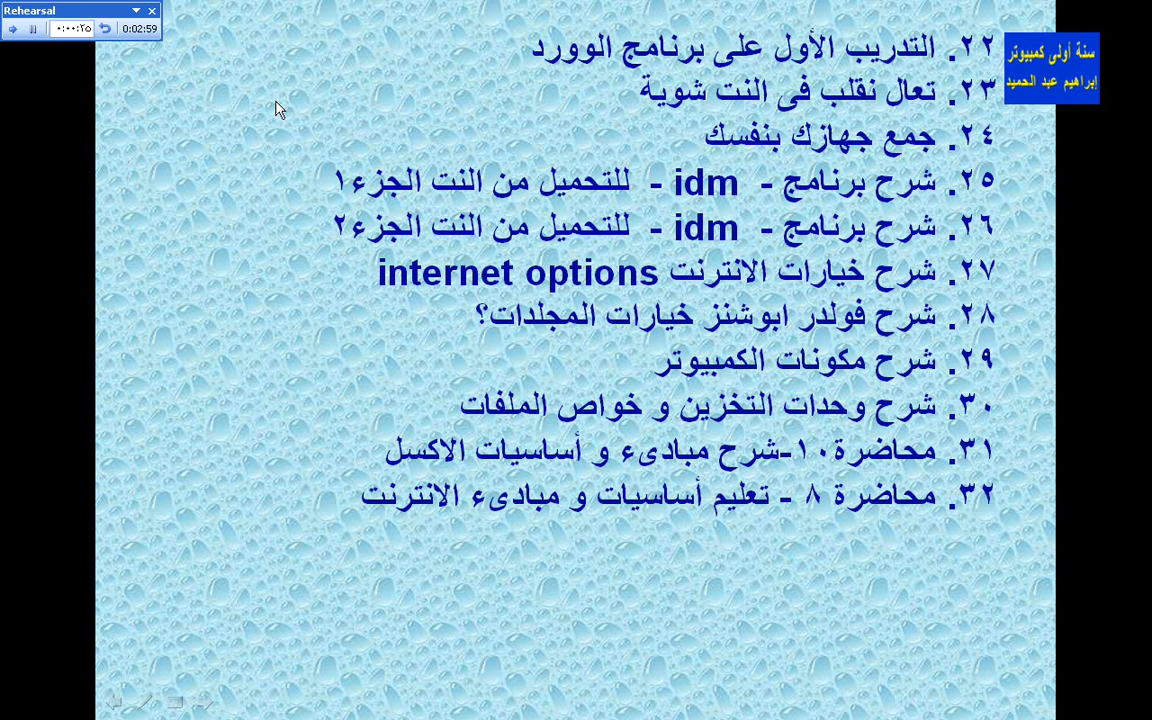 Rehearsal
٠:٠٠:٢٥
0:02:59
سنة أولى كمبيوتر
إبراهيم عبد الحميد
٢٢. التدريب الأول على برنامج الوورد
٢٣. تعال نقلب فى النت شوية
٢٤. جمع جهازك بنفسك
٢٥. شرح برنامج - idm - للتحميل من النت الجزء١
٢٦. شرح برنامج - idm - للتحميل من النت الجزء٢
٢٧. شرح خيارات الانترنت internet options
٢٨. شرح فولدر ابوشنز خيارات المجلدات؟
٢٩. شرح مكونات الكمبيوتر
٣٠. شرح وحدات التخزين و خواص الملفات
٣١. محاضرة١٠-شرح مبادىء و أساسيات الاكسل
٣٢. محاضرة ٨ - تعليم أساسيات و مبادىء الانترنت